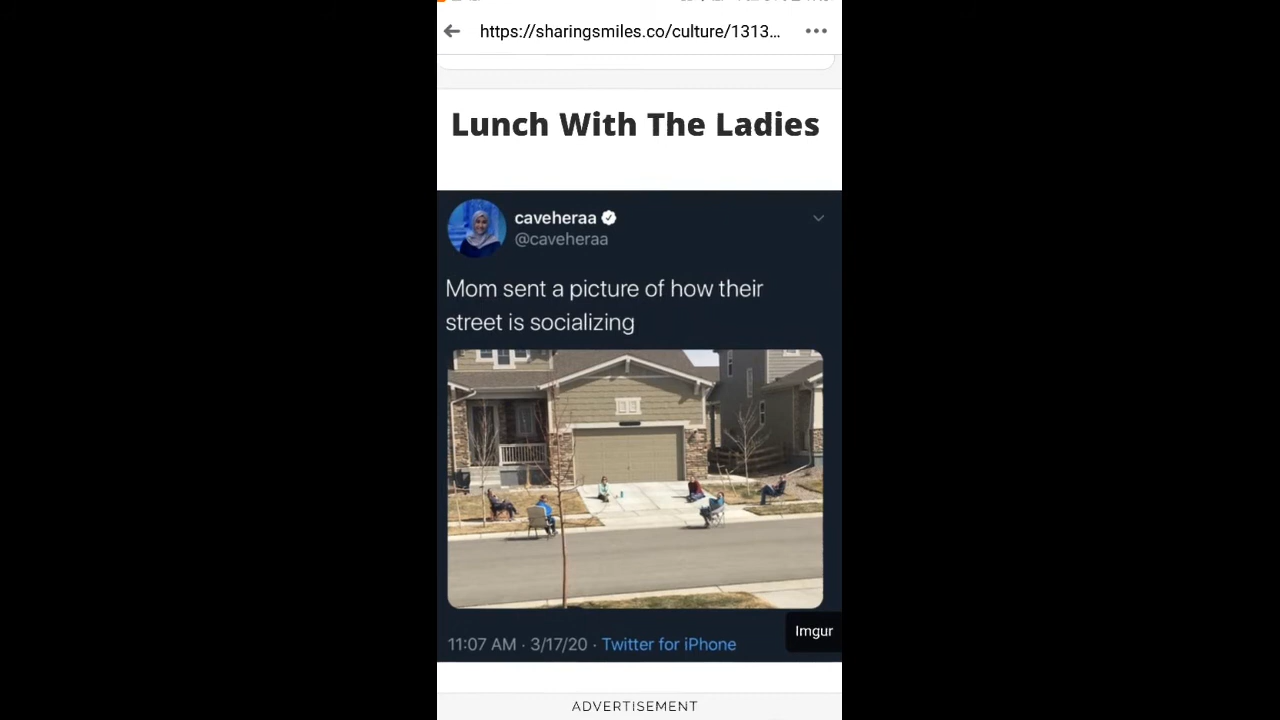 https://sharingsmiles.co/culture/1313...
Lunch With The Ladies
caveheraa
@caveheraa
Mom sent a picture of how their
street is socializing
11:07 AM · 3/17/20 · Twitter for iPhone
Imgur
ADVERTISEMENT